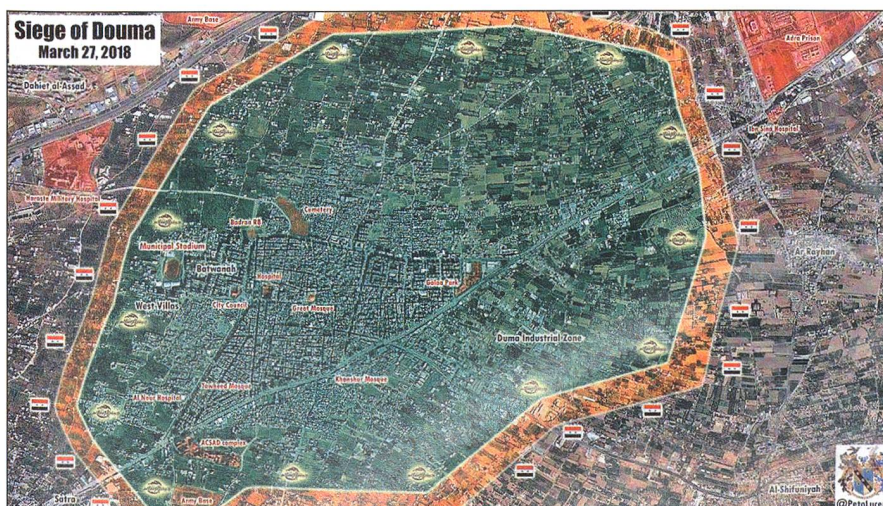 Siege of Douma
March 27, 2018
Army Base
Adra Prison
Dahiet al-Assad
Ibn Sina Hospital
Harasta Military Hospital
Cemetery
Badran RB
Municipal Stadium
Batwanah
Ar Rayhan
Hospital
Galaa Park
West Villas
City Council
Great Mosque
Duma Industrial Zone
Khanshur Mosque
Tawheed Mosque
Al Nour Hospital
ACSAD complex
Satra
Army Base
Al-Shifuniyah